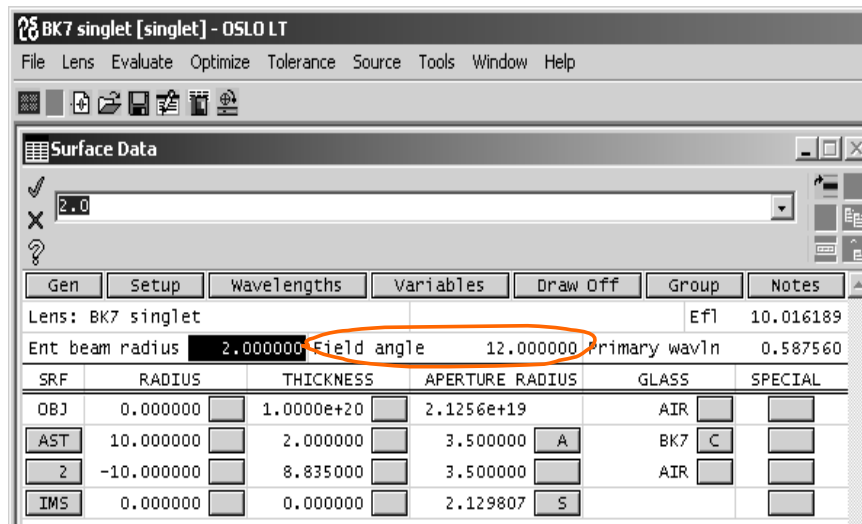 BK7 singlet [singlet] - OSLO LT
File Lens Evaluate Optimize Tolerance Source Tools Window Help
Surface Data
2.0
Gen Setup Wavelengths Variables Draw Off Group Notes
Lens: BK7 singlet Efl 10.016189
Ent beam radius 2.000000 Field angle 12.000000 Primary wavln 0.587560
SRF RADIUS THICKNESS APERTURE RADIUS GLASS SPECIAL
OBJ 0.000000 1.0000e+20 2.1256e+19 AIR
AST 10.000000 2.000000 3.500000 A BK7 C
2 -10.000000 8.835000 3.500000 AIR
IMS 0.000000 0.000000 2.129807 S